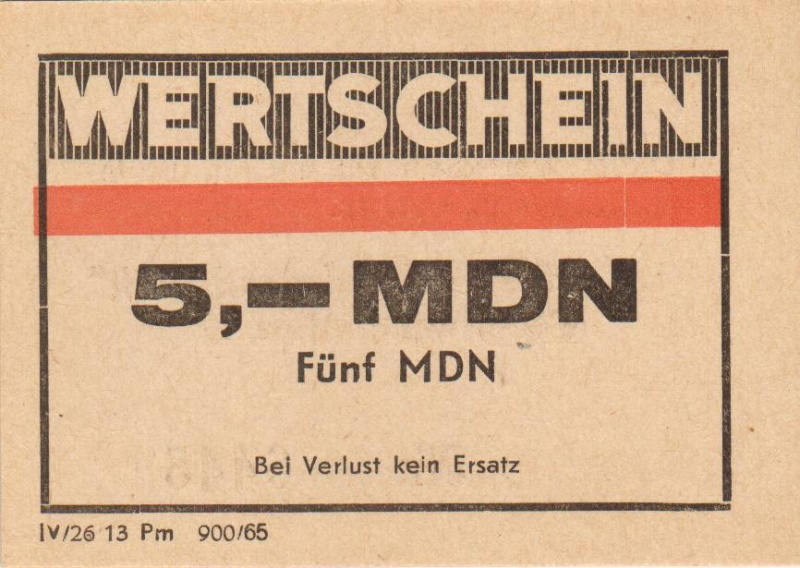 WERTSCHEIN
5,— MDN
Fünf MDN
Bei Verlust kein Ersatz
IV/26 13 Pm 900/65